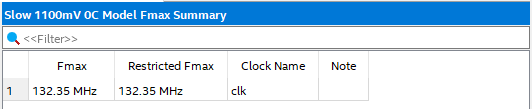 Slow 1100mV 0C Model Fmax Summary
<<Filter>>
Fmax Restricted Fmax Clock Name Note
1 132.35 MHz 132.35 MHz clk